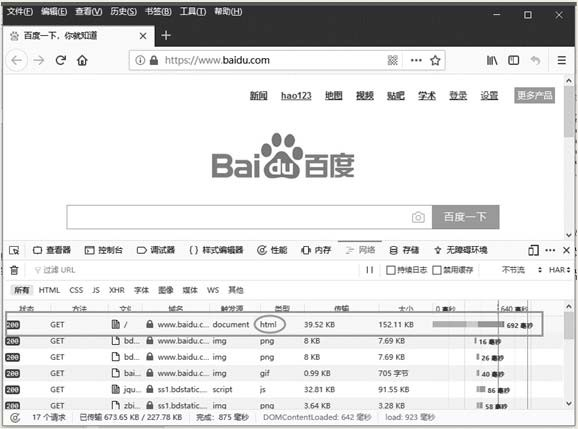 文件(F) 编辑(E) 查看(V) 历史(S) 书签(B) 工具(T) 帮助(H)
百度一下，你就知道
https://www.baidu.com
新闻 hao123 地图 视频 贴吧 学术 登录 设置 更多产品
Bai du 百度
百度一下
查看器 控制台 调试器 {} 样式编辑器 性能 内存 网络 存储 无障碍环境
过滤 URL 持续日志 禁用缓存 不节流 HAR
所有 HTML CSS JS XHR 字体 图像 媒体 WS 其他
状态 方法 域名 触发源 类型 传输 大小 0 毫秒 640 毫秒
200 GET / www.baidu.c... document html 39.52 KB 152.11 KB 692 毫秒
200 GET bd... www.baidu.c... img png 8 KB 7.69 KB 16 毫秒
200 GET bd... www.baidu.c... img png 8 KB 7.69 KB 26 毫秒
200 GET b... www.baidu.c... img gif 0.99 KB 705 字节 40 毫秒
200 GET jqu... ss1.bdstatic.... script js 32.81 KB 91.55 KB 86 毫秒
200 GET zbi... ss1.bdstatic.... img png 3.64 KB 3.28 KB 58 毫秒
17 个请求 已传输 673.65 KB / 227.78 KB 完成：875 毫秒 DOMContentLoaded: 642 毫秒 load: 923 毫秒